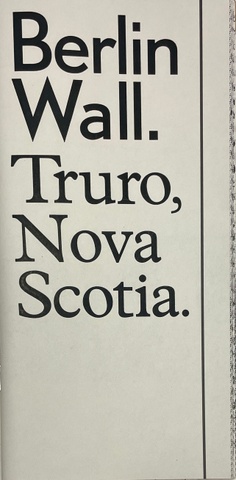 Berlin
Wall.
Truro,
Nova
Scotia.